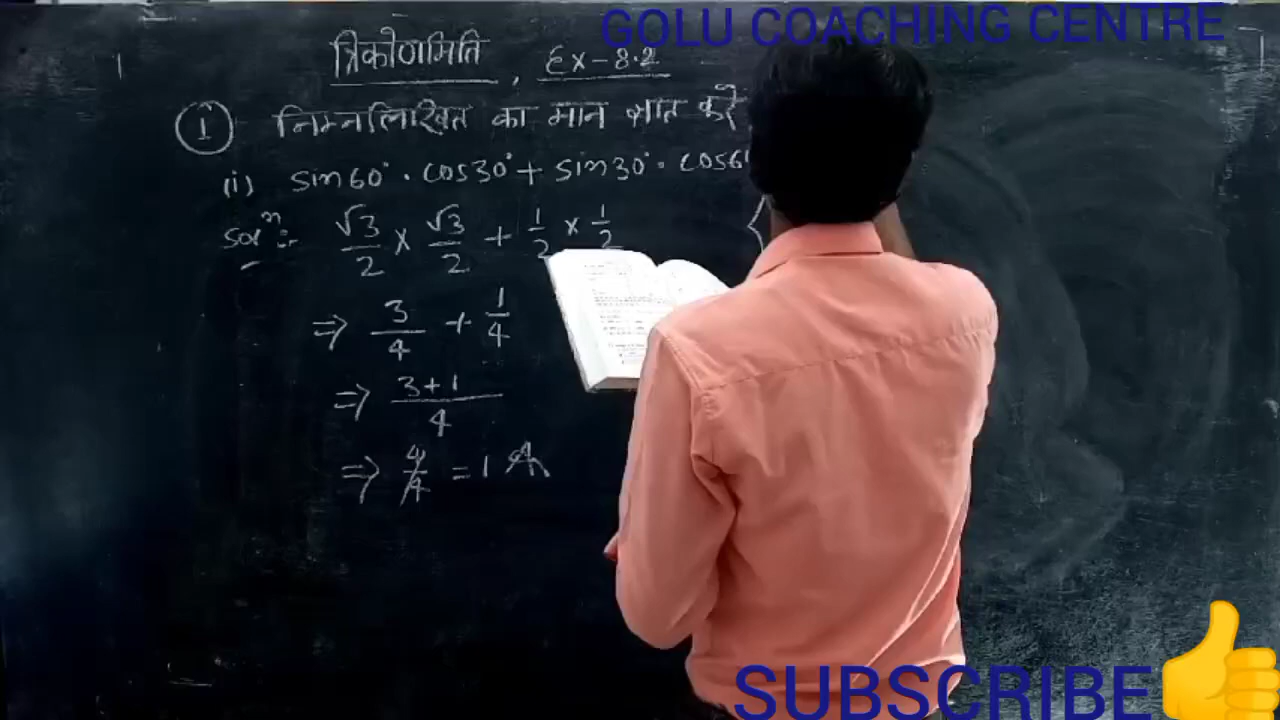 GOLU COACHING CENTRE
त्रिकोणमिति, Ex-8.2
① निम्नलिखित का मान ज्ञात करें
(i) sin60°. cos30° + sin30°. cos6
Solⁿ:- √3/2 × √3/2 + 1/2 × 1/2
⇒ 3/4 + 1/4
⇒ 3+1/4
⇒ 4/4 = 1
SUBSCRIBE